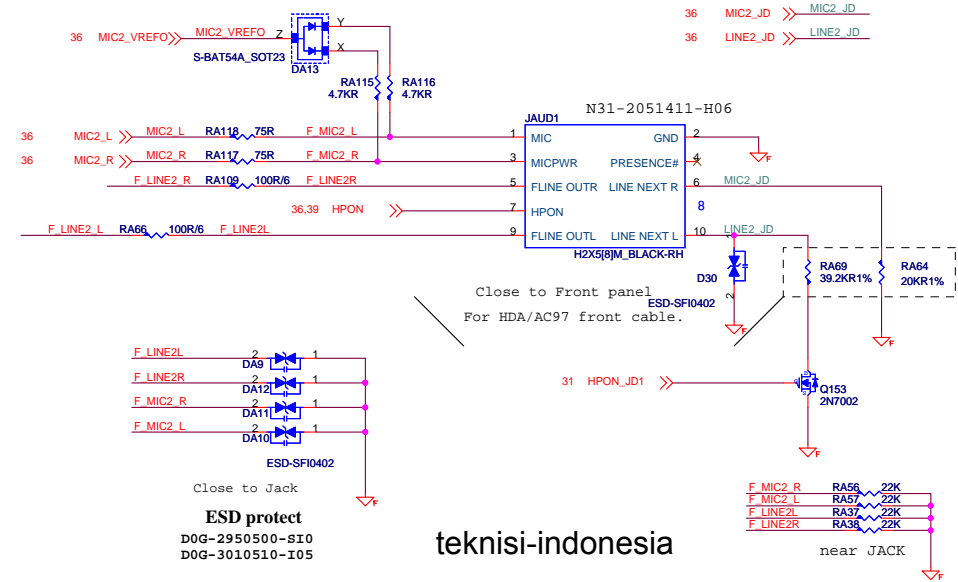 36 MIC2_JD MIC2_JD
36 LINE2_JD LINE2_JD
36 MIC2_VREFO MIC2_VREFO Z Y
X
S-BAT54A_SOT23
DA13
RA115 RA116
4.7KR 4.7KR
N31-2051411-H06
JAUD1
36 MIC2_L MIC2_L RA118 75R F_MIC2_L 1 MIC GND 2
F
36 MIC2_R MIC2_R RA117 75R F_MIC2_R 3 MICPWR PRESENCE# 4
F_LINE2_R RA109 100R/6 F_LINE2R 5 FLINE OUTR LINE NEXT R 6 MIC2_JD
36,39 HPON 7 HPON 8
F_LINE2_L RA66 100R/6 F_LINE2L 9 FLINE OUTL LINE NEXT L 10 LINE2_JD
H2X5[8]M_BLACK-RH
1
D30
2
ESD-SFI0402
F
RA69
39.2KR1%
RA64
20KR1%
F
Close to Front panel
For HDA/AC97 front cable.
F_LINE2L 2 1
DA9
F_LINE2R 2 1
DA12
F_MIC2_R 2 1
DA11
F_MIC2_L 2 1
DA10
ESD-SFI0402
F
31 HPON_JD1
G D S
Q153
2N7002
F
Close to Jack
ESD protect
D0G-2950500-SI0
D0G-3010510-I05
teknisi-indonesia
F_MIC2_R RA56 22K
F_MIC2_L RA57 22K
F_LINE2L RA37 22K
F_LINE2R RA38 22K
near JACK
F